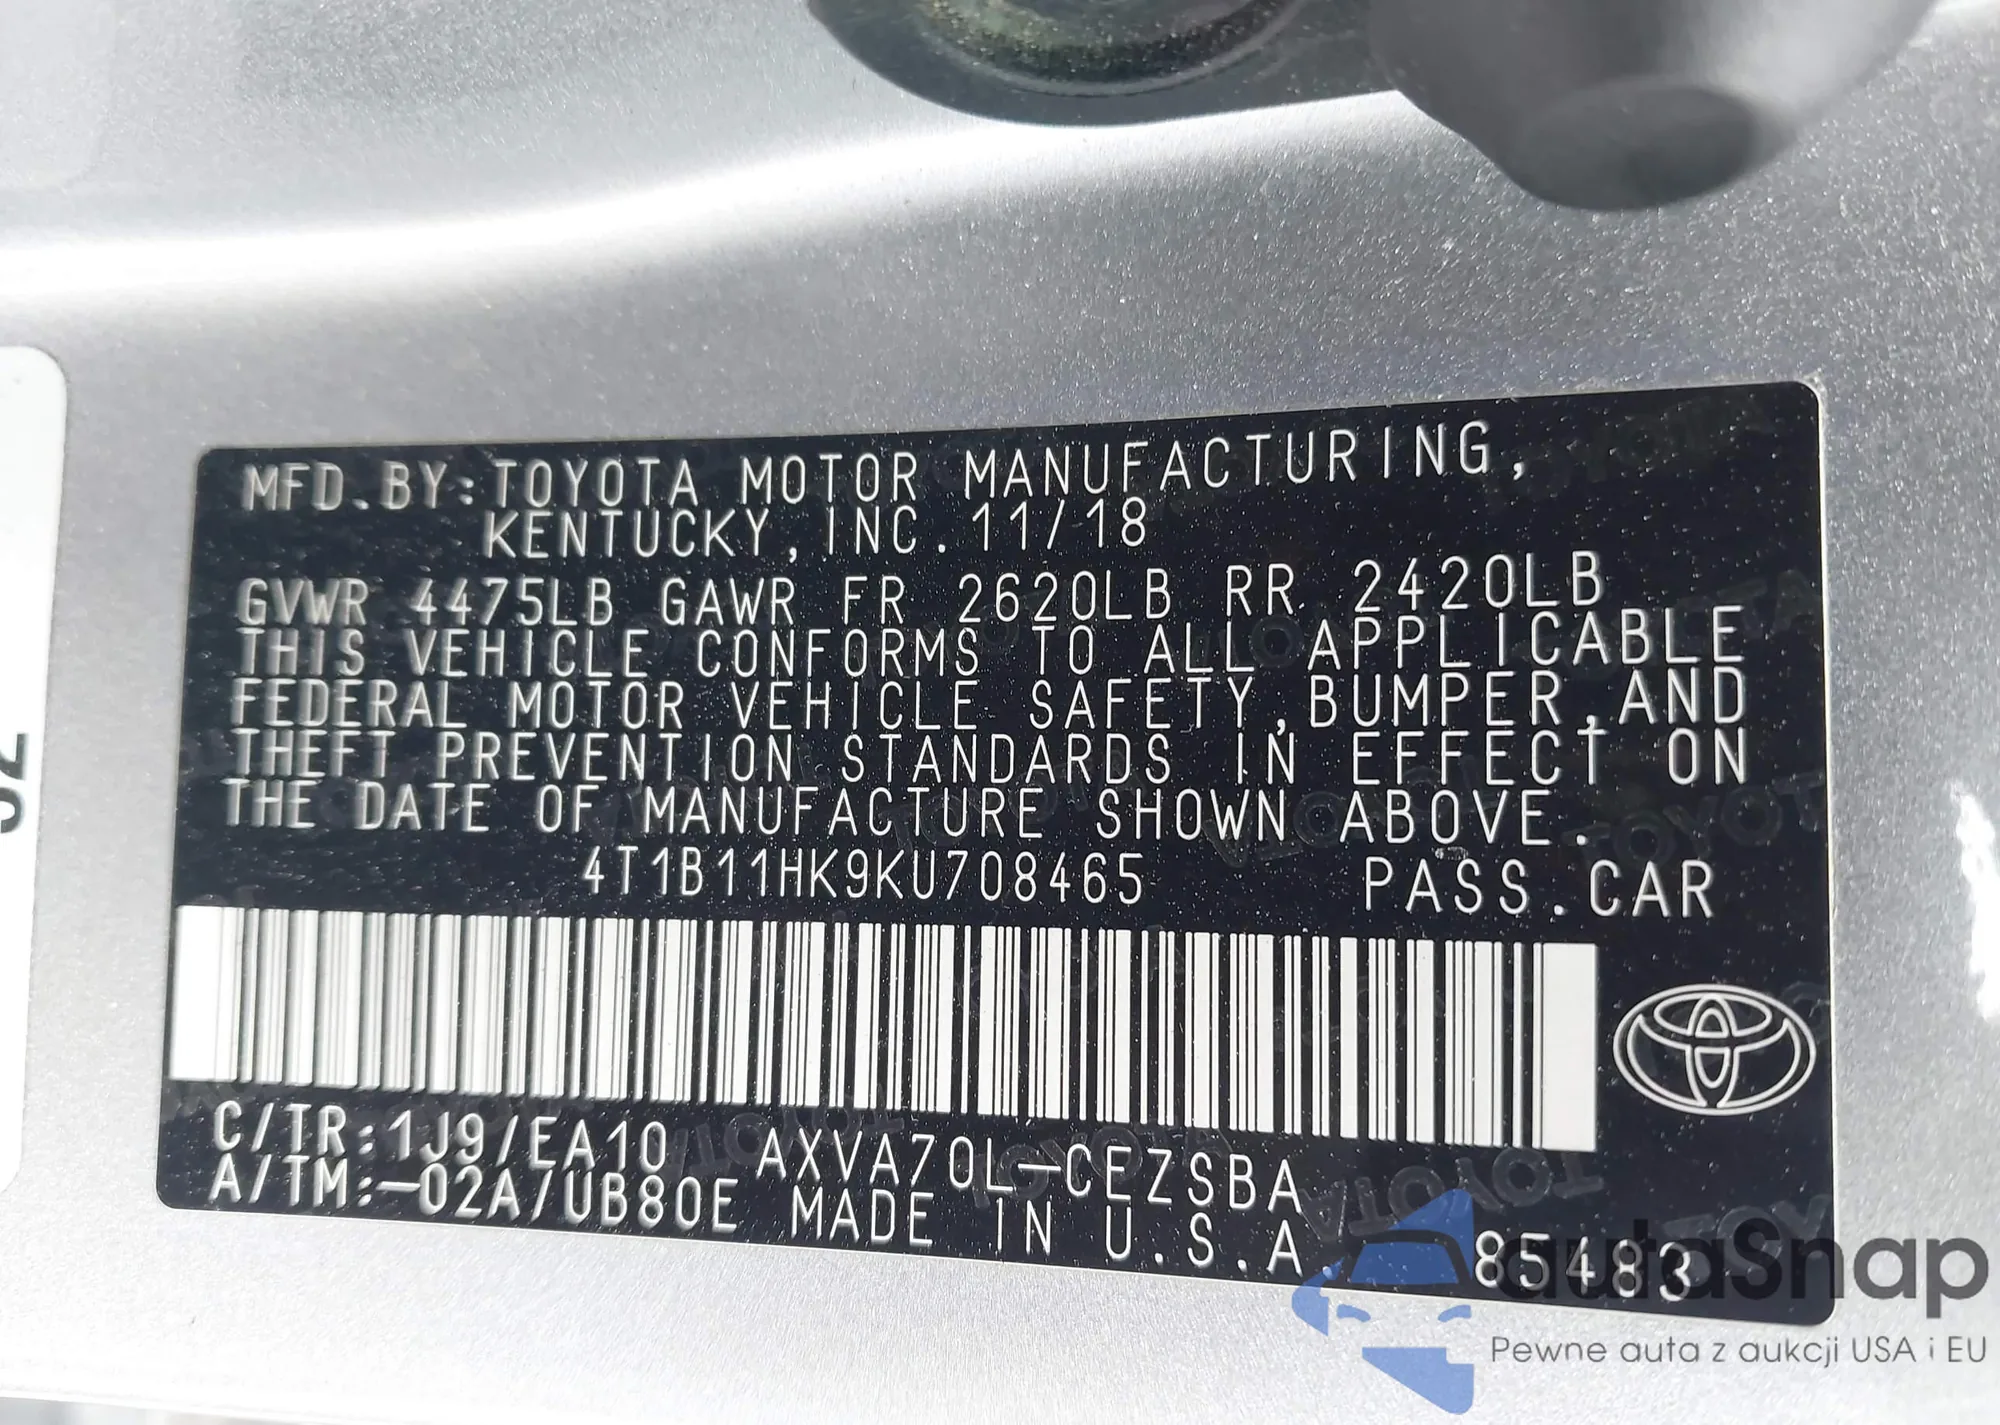 MFD.BY:TOYOTA MOTOR MANUFACTURING,
KENTUCKY, INC. 11/18
GVWR 4475LB GAWR FR 2620LB RR 2420LB
THIS VEHICLE CONFORMS TO ALL APPLICABLE
FEDERAL MOTOR VEHICLE SAFETY,BUMPER,AND
THEFT PREVENTION STANDARDS IN EFFECT ON
THE DATE OF MANUFACTURE SHOWN ABOVE.
4T1B11HK9KU708465 PASS.CAR
C/TR:1J9/EA10 AXVA70L-CEZSBA
A/TM:-02A/UB80E MADE IN U.S.A. 85483
autoSnap
Pewne auta z aukcji USA i EU